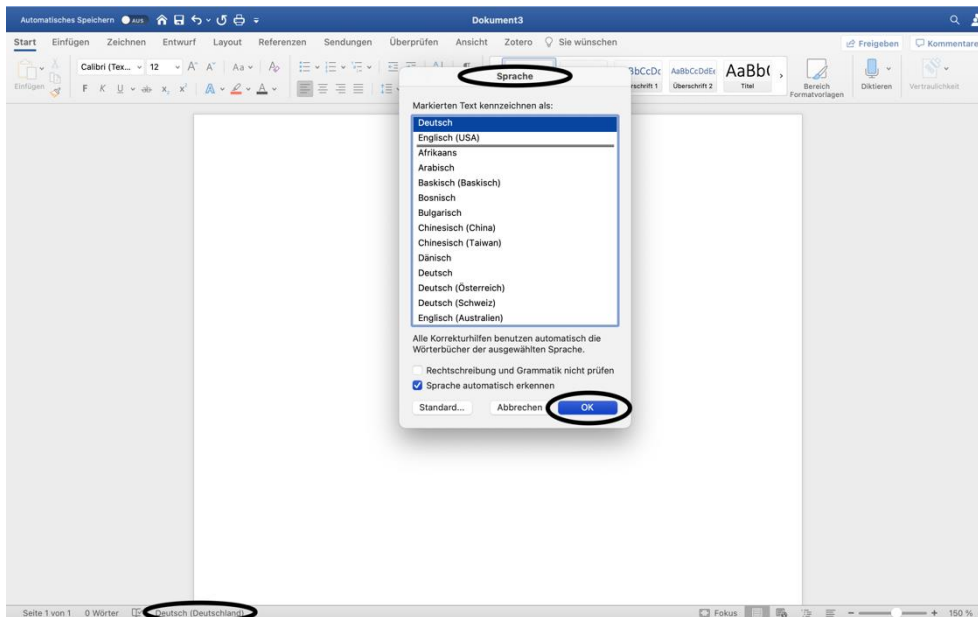 Automatisches Speichern AUS Dokument3
Start Einfügen Zeichnen Entwurf Layout Referenzen Sendungen Überprüfen Ansicht Zotero Sie wünschen Freigeben Kommentare
Calibri (Tex... 12 A A Aa A
Einfügen F K U ab x x A A
Überschrift 2 Titel Bereich Formatvorlagen Diktieren Vertraulichkeit
AaBbCcDdEe AaBb(
Sprache
Markierten Text kennzeichnen als:
Deutsch
Englisch (USA)
Afrikaans
Arabisch
Baskisch (Baskisch)
Bosnisch
Bulgarisch
Chinesisch (China)
Chinesisch (Taiwan)
Dänisch
Deutsch
Deutsch (Österreich)
Deutsch (Schweiz)
Englisch (Australien)
Alle Korrekturhilfen benutzen automatisch die
Wörterbücher der ausgewählten Sprache.
Rechtschreibung und Grammatik nicht prüfen
Sprache automatisch erkennen
Standard... Abbrechen OK
Seite 1 von 1 0 Wörter Deutsch (Deutschland) Fokus 150 %